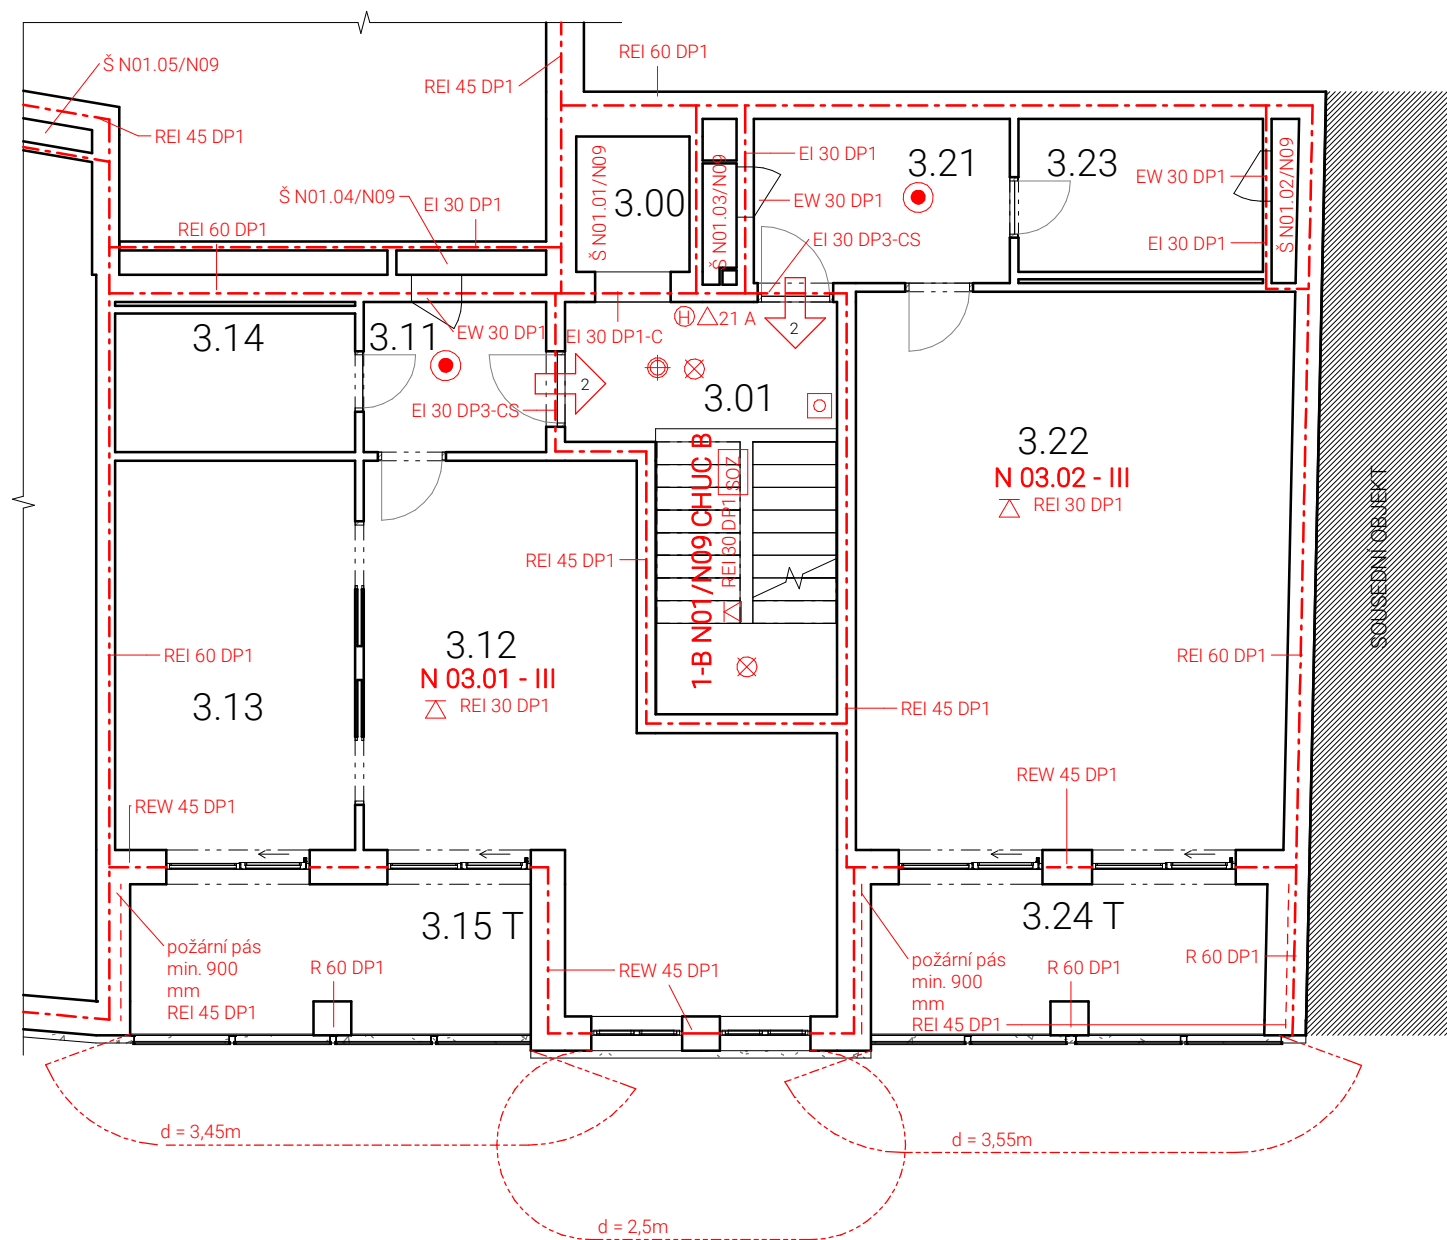 REI 60 DP1
Š N01.05/N09
REI 45 DP1
REI 45 DP1
EI 30 DP1
3.21
3.23
EW 30 DP1
Š N01.01/N09
3.00
Š N01.03/N09
Š N01.02/N09
Š N01.04/N09
EI 30 DP1
EW 30 DP1
REI 60 DP1
EI 30 DP3-CS
EI 30 DP1
H
21 A
2
3.14
3.11
EW 30 DP1
EI 30 DP1-C
2
3.01
EI 30 DP3-CS
3.22
N 03.02 - III
REI 30 DP1
1-B N01/N09 CHUC B
REI 30 DP1
SOZ
SOUSEDNÍ OBJEKT
REI 45 DP1
3.12
N 03.01 - III
REI 30 DP1
REI 60 DP1
REI 60 DP1
3.13
REI 45 DP1
REW 45 DP1
REW 45 DP1
3.15 T
3.24 T
požární pás
min. 900
mm
REI 45 DP1
R 60 DP1
REW 45 DP1
požární pás
min. 900
mm
REI 45 DP1
R 60 DP1
R 60 DP1
d = 3,45m
d = 3,55m
d = 2,5m